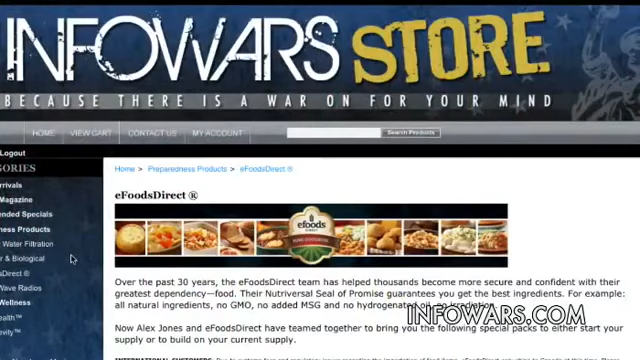 INFOWARS STORE
BECAUSE THERE IS A WAR ON FOR YOUR MIND
HOME VIEW CART CONTACT US MY ACCOUNT Search Products
Logout
Home > Preparedness Products > eFoodsDirect ®
GORIES
rrivals
Magazine
ended Specials
ness Products
Water Filtration
r & Biological
sDirect ®
Wave Radios
Wellness
ealth™
evity™
eFoodsDirect ®
efoods
DIRECT
Over the past 30 years, the eFoodsDirect team has helped thousands become more secure and confident with their
greatest dependency—food. Their Nutriversal Seal of Promise guarantees you get the best ingredients. For example:
all natural ingredients, no GMO, no added MSG and no hydrogenated oil, no irradiation.
INFOWARS.COM
Now Alex Jones and eFoodsDirect have teamed together to bring you the following special packs to either start your
supply or to build on your current supply.
INTERNATIONAL CUSTOMERS: